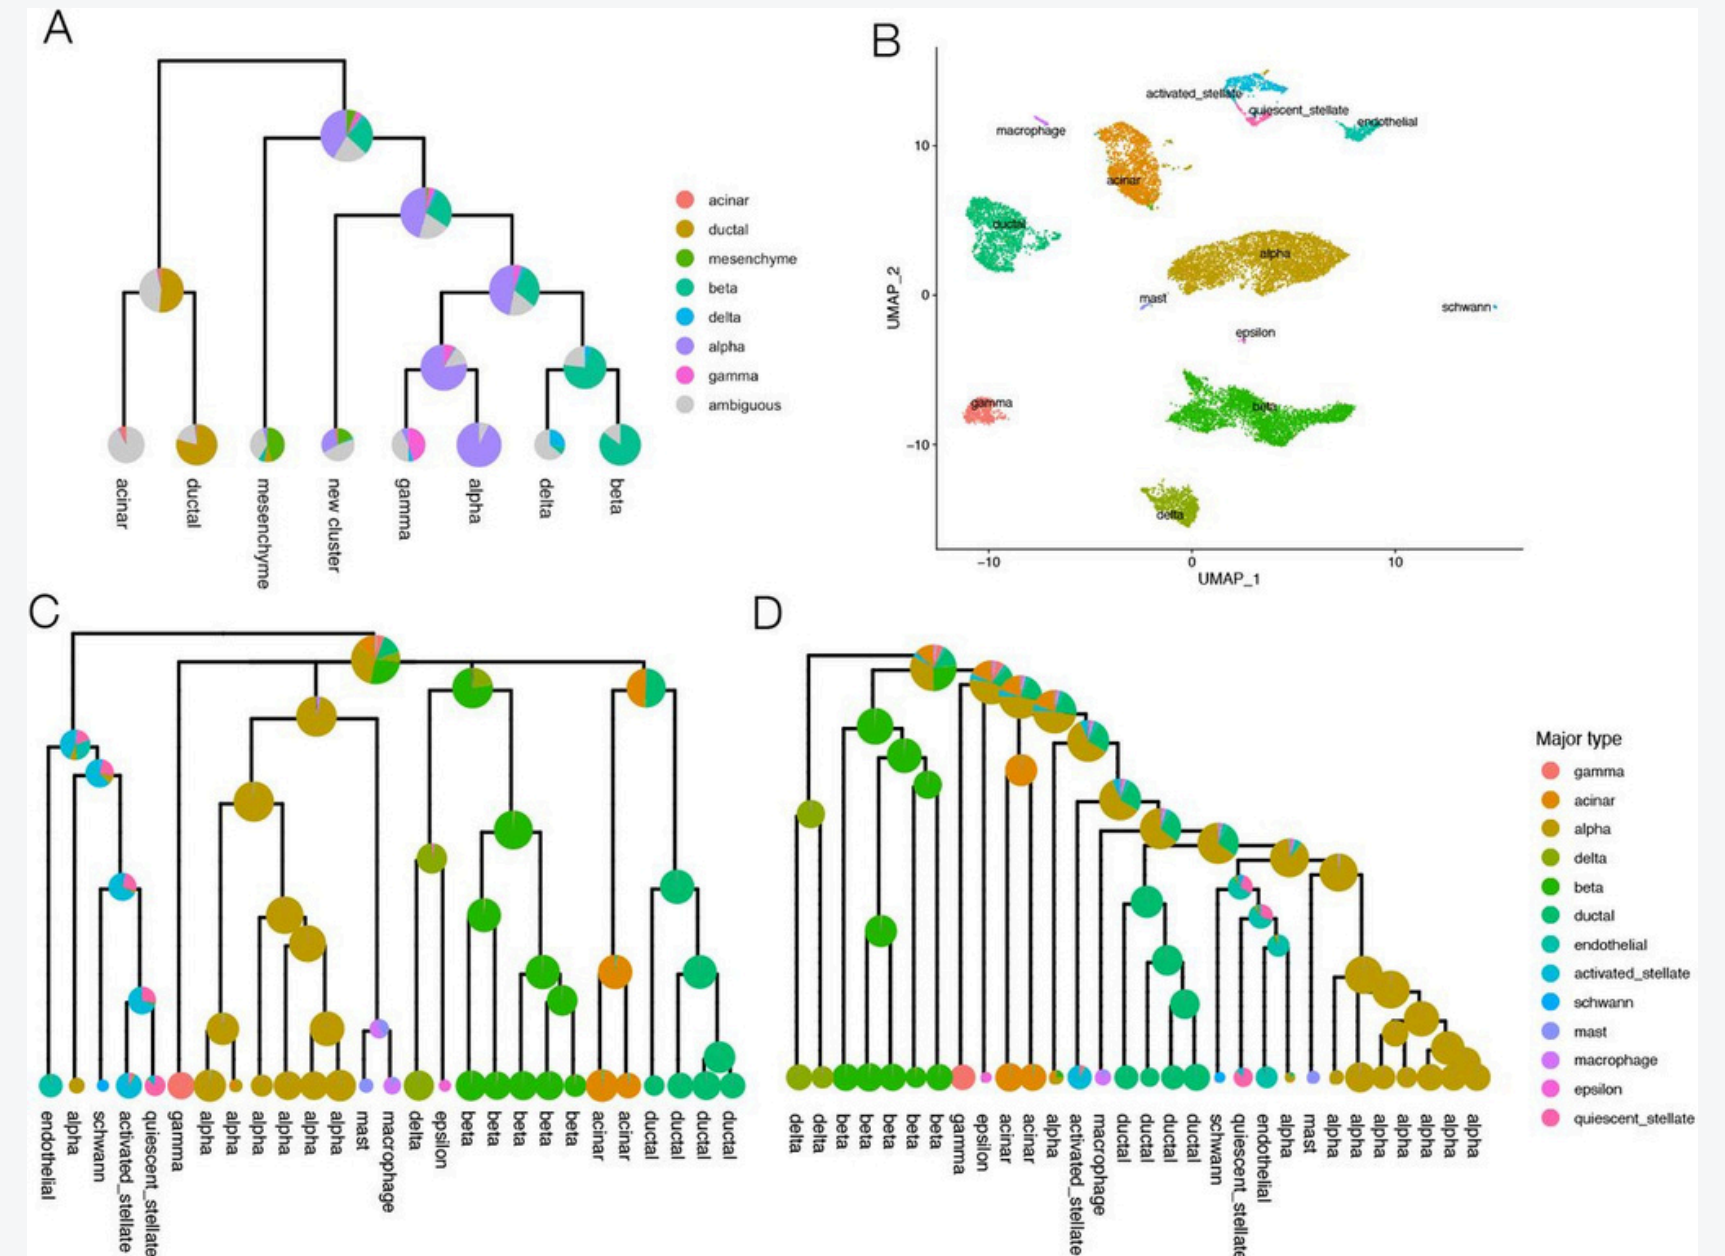 A
acinar
ductal
mesenchyme
beta
delta
alpha
gamma
ambiguous
acinar
ductal
mesenchyme
new cluster
gamma
alpha
delta
beta
B
activated_stellate
quiescent_stellate
endothelial
macrophage
acinar
ductal
alpha
mast
schwann
epsilon
gamma
beta
delta
10
0
−10
UMAP_2
−10
0
10
UMAP_1
C
endothelial
alpha
schwann
activated_stellate
quiescent_stellate
gamma
alpha
alpha
alpha
alpha
alpha
alpha
mast
macrophage
delta
epsilon
beta
beta
beta
beta
beta
acinar
acinar
ductal
ductal
ductal
ductal
D
delta
delta
beta
beta
beta
beta
beta
gamma
epsilon
acinar
acinar
alpha
activated_stellate
macrophage
ductal
ductal
ductal
ductal
schwann
quiescent_stellate
endothelial
alpha
mast
alpha
alpha
alpha
alpha
alpha
alpha
alpha
Major type
gamma
acinar
alpha
delta
beta
ductal
endothelial
activated_stellate
schwann
mast
macrophage
epsilon
quiescent_stellate